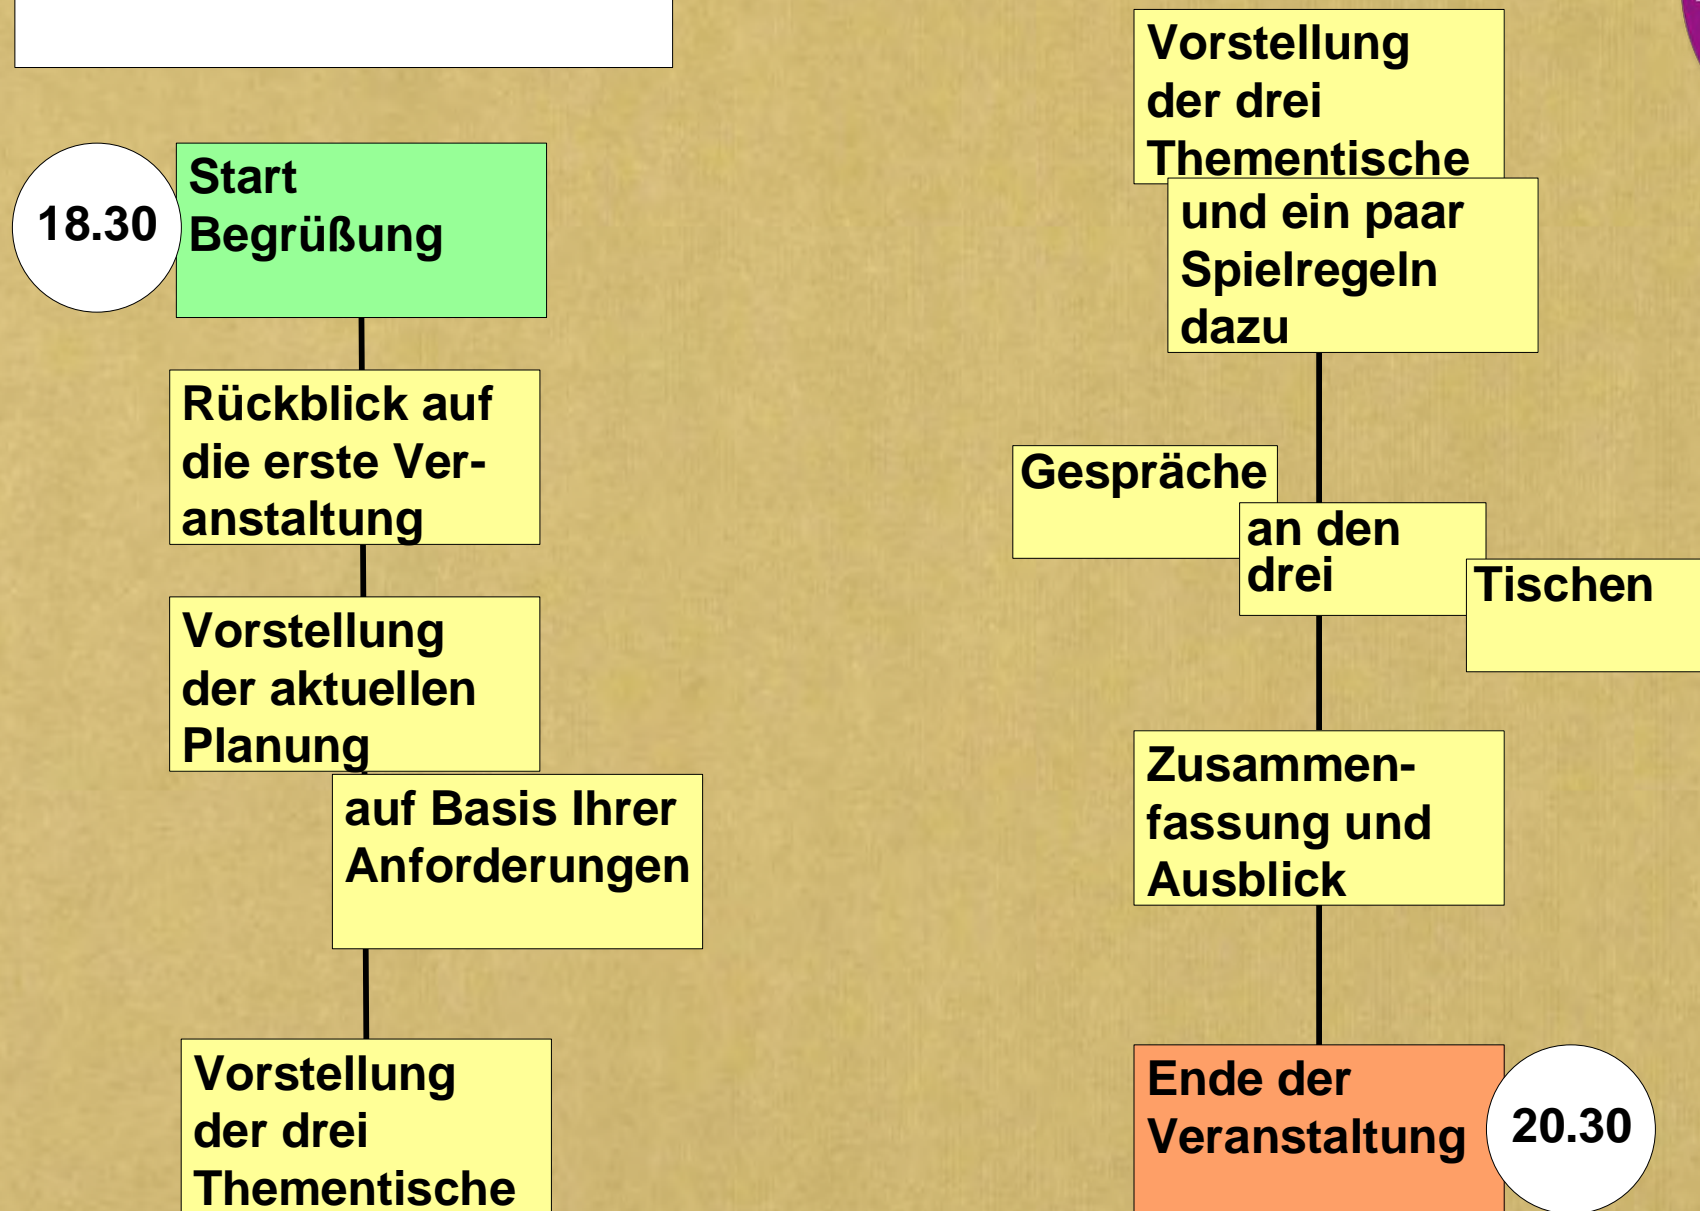 18.30
Start
Begrüßung
Rückblick auf
die erste Ver-
anstaltung
Vorstellung
der aktuellen
Planung
auf Basis Ihrer
Anforderungen
Vorstellung
der drei
Thementische
Vorstellung
der drei
Thementische
und ein paar
Spielregeln
dazu
Gespräche
an den
drei
Tischen
Zusammen-
fassung und
Ausblick
Ende der
Veranstaltung
20.30